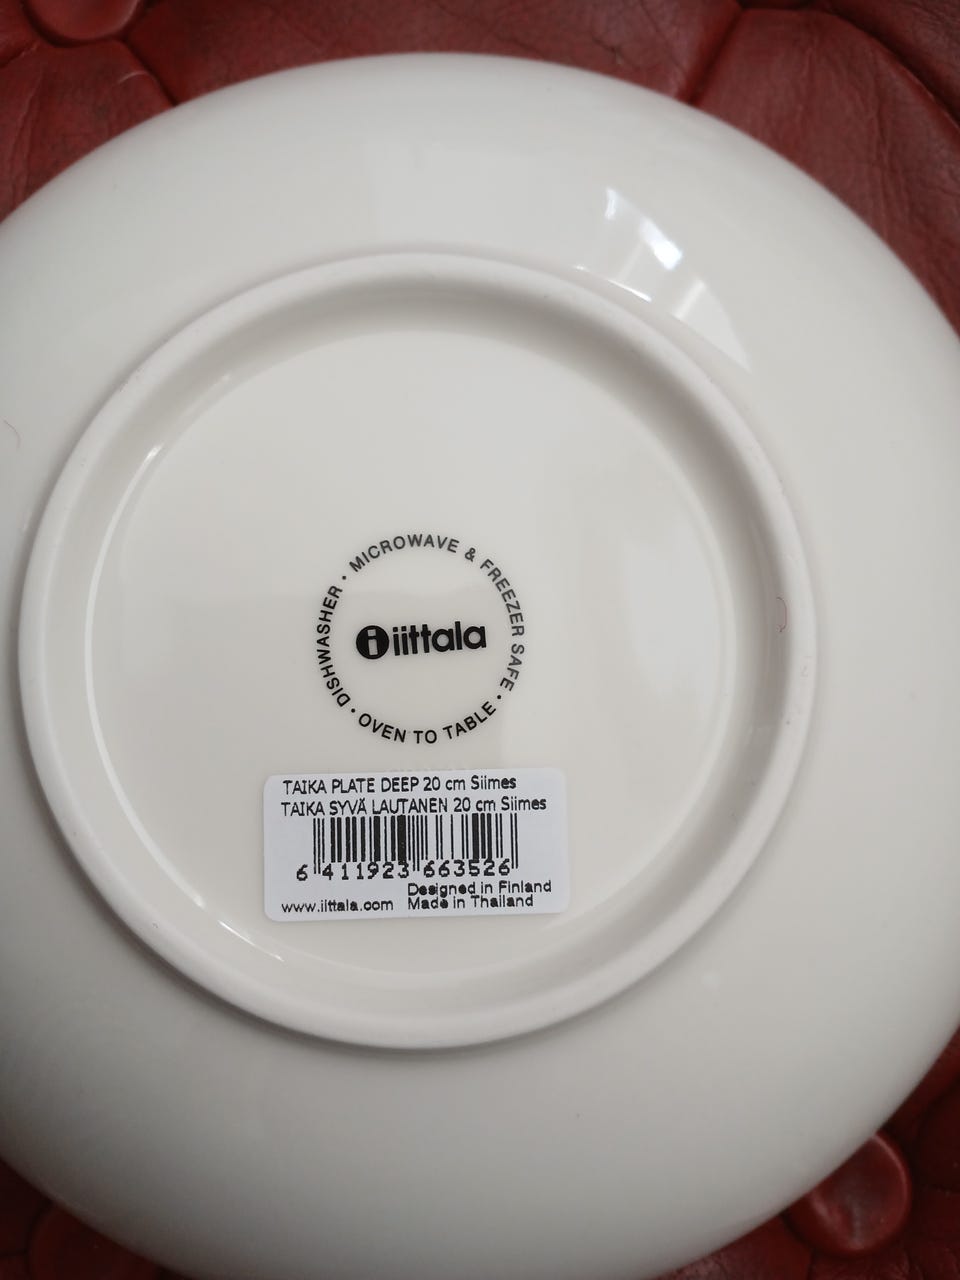 DISHWASHER • MICROWAVE & FREEZER SAFE • OVEN TO TABLE •
iittala
TAIKA PLATE DEEP 20 cm Siimes
TAIKA SYVÄ LAUTANEN 20 cm Siimes
6 411923 663526
Designed in Finland
www.iittala.com Made in Thailand